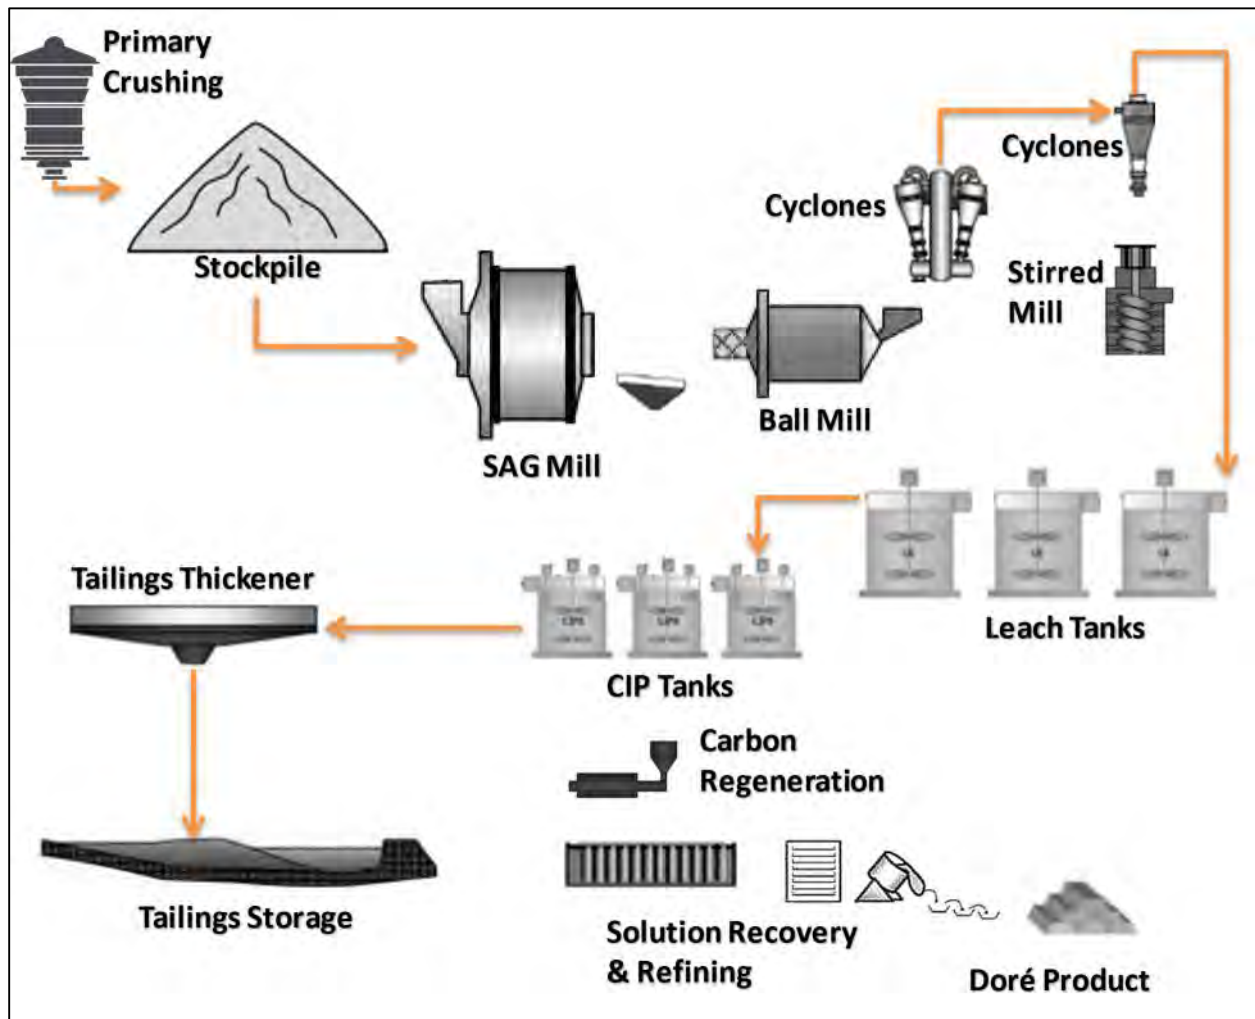 Primary
Crushing
Stockpile
SAG Mill
Ball Mill
Cyclones
Cyclones
Stirred
Mill
Leach Tanks
CIP Tanks
Tailings Thickener
Tailings Storage
Carbon
Regeneration
Solution Recovery
& Refining
Doré Product